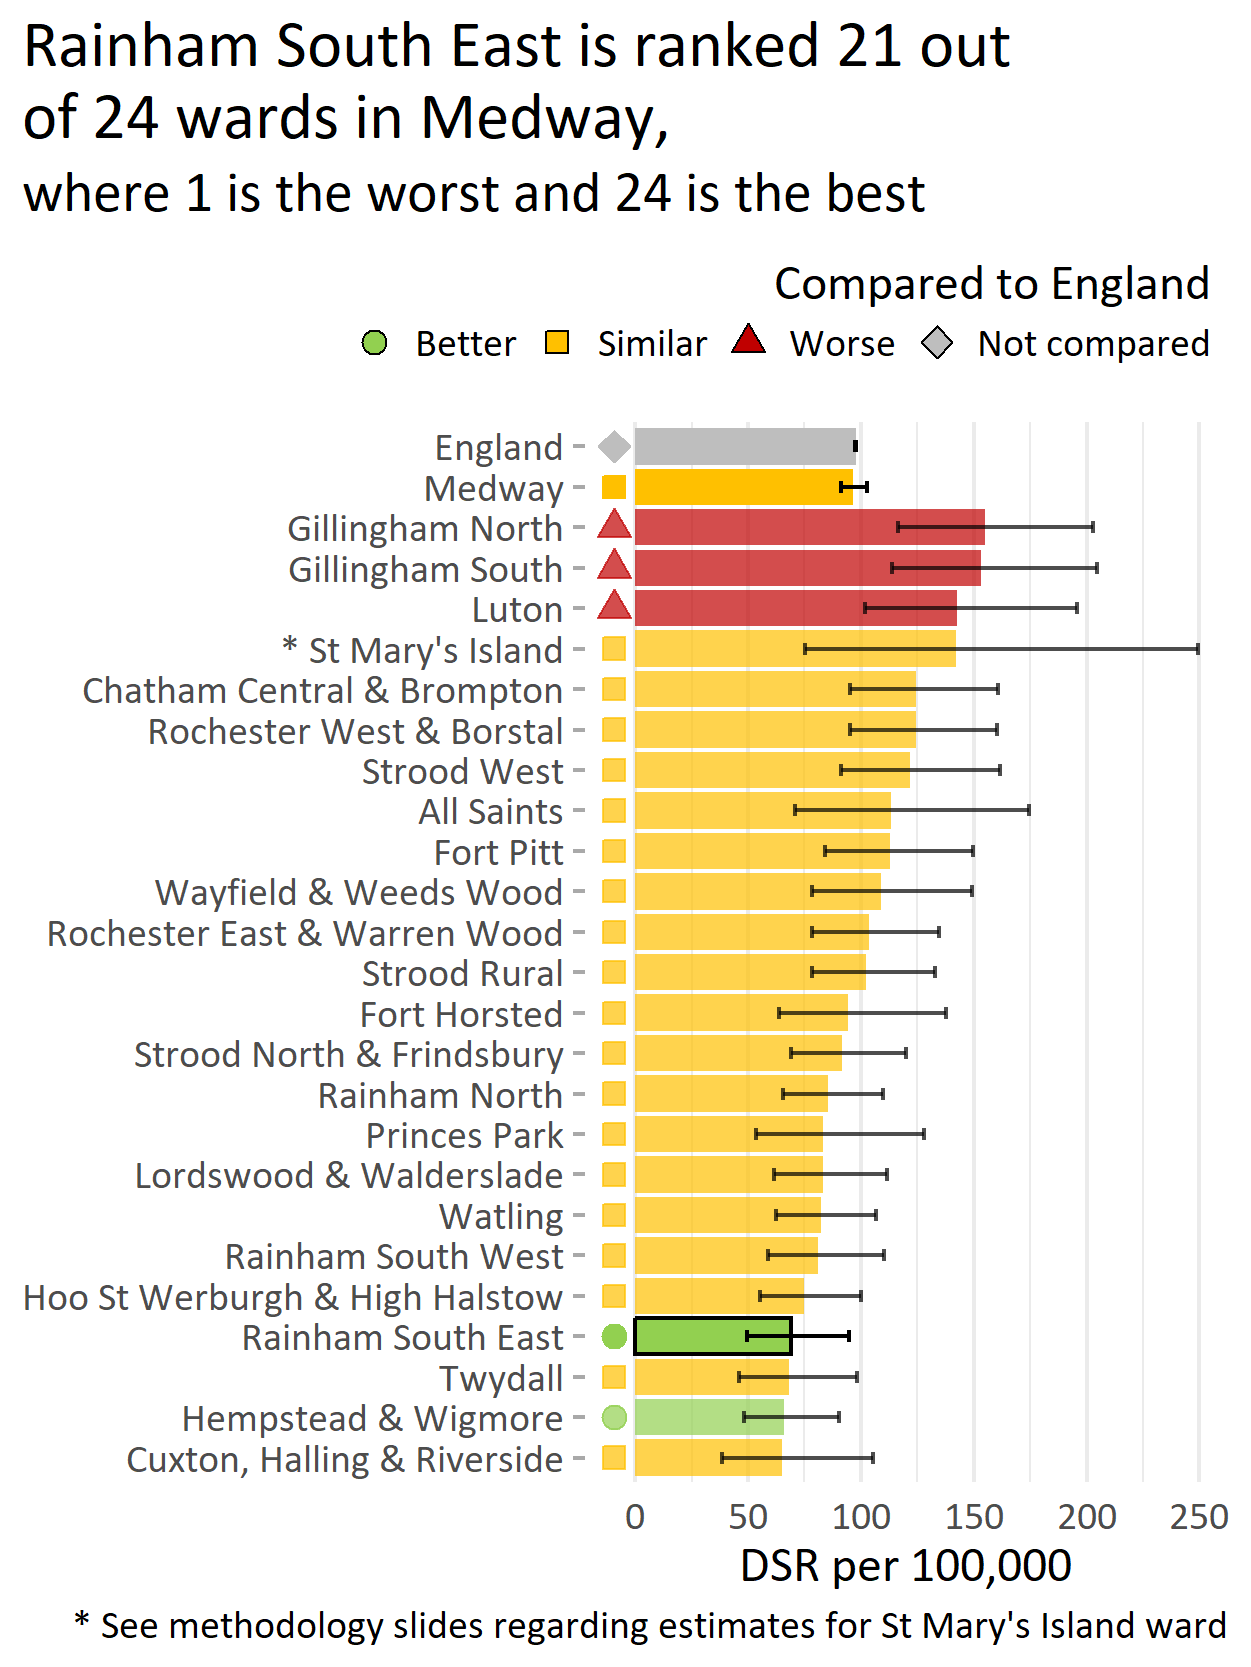 Rainham South East is ranked 21 out
of 24 wards in Medway,
where 1 is the worst and 24 is the best
Compared to England
Better Similar Worse Not compared
England
Medway
Gillingham North
Gillingham South
Luton
* St Mary's Island
Chatham Central & Brompton
Rochester West & Borstal
Strood West
All Saints
Fort Pitt
Wayfield & Weeds Wood
Rochester East & Warren Wood
Strood Rural
Fort Horsted
Strood North & Frindsbury
Rainham North
Princes Park
Lordswood & Walderslade
Watling
Rainham South West
Hoo St Werburgh & High Halstow
Rainham South East
Twydall
Hempstead & Wigmore
Cuxton, Halling & Riverside
0 50 100 150 200 250
DSR per 100,000
* See methodology slides regarding estimates for St Mary's Island ward